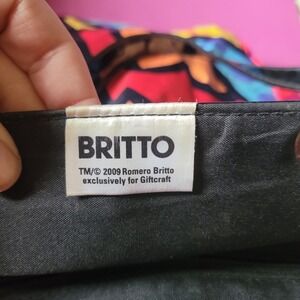 BRITTO
TM/© 2009 Romero Britto
exclusively for Giftcraft